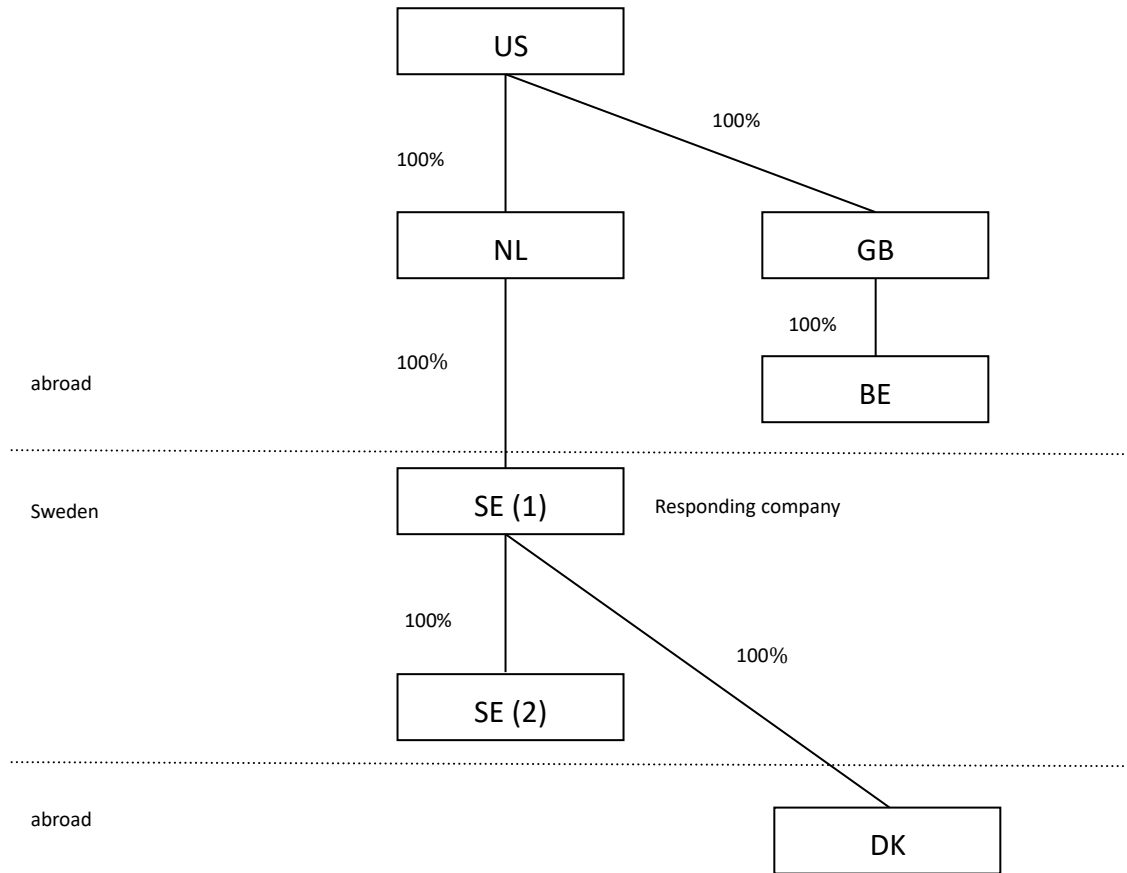 US
100%
100%
NL
GB
100%
100%
abroad
BE
Sweden
SE (1)
Responding company
100%
100%
SE (2)
abroad
DK